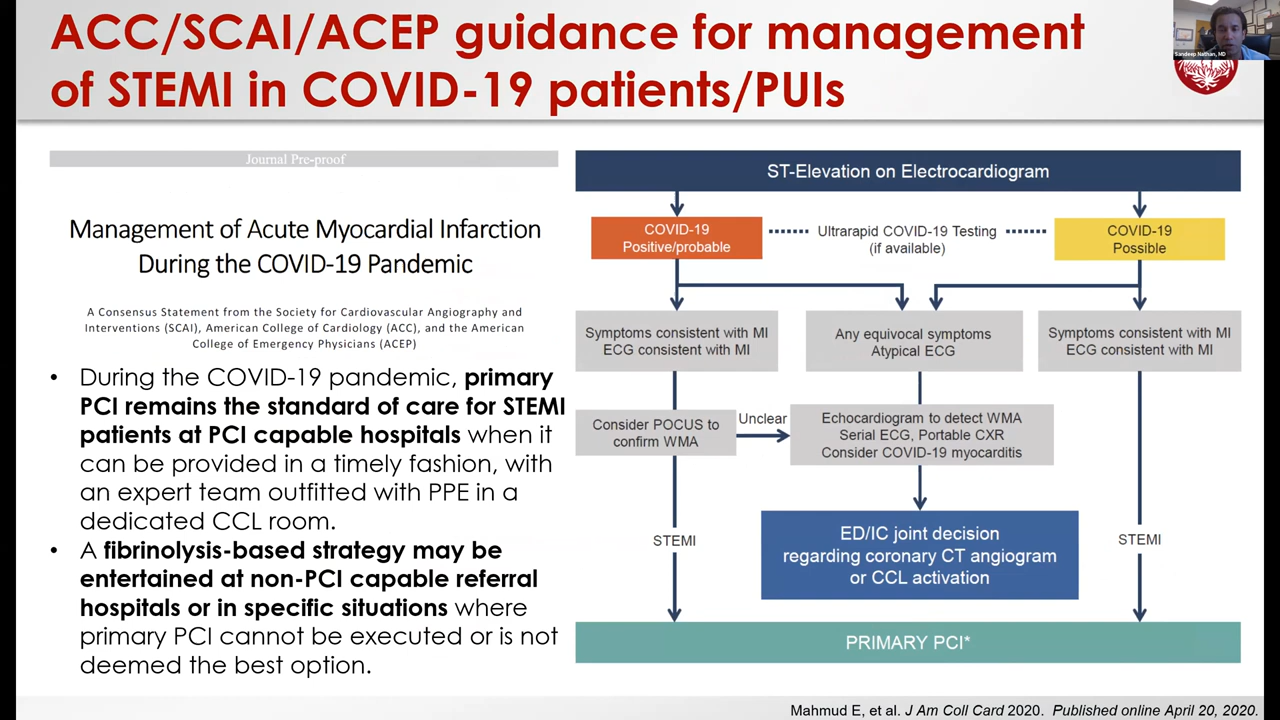 ACC/SCAI/ACEP guidance for management
of STEMI in COVID-19 patients/PUIs
Sandeep Nathan, MD
Journal Pre-proof
Management of Acute Myocardial Infarction
During the COVID-19 Pandemic
A Consensus Statement from the Society for Cardiovascular Angiography and
Interventions (SCAI), American College of Cardiology (ACC), and the American
College of Emergency Physicians (ACEP)
• During the COVID-19 pandemic, primary
PCI remains the standard of care for STEMI
patients at PCI capable hospitals when it
can be provided in a timely fashion, with
an expert team outfitted with PPE in a
dedicated CCL room.
• A fibrinolysis-based strategy may be
entertained at non-PCI capable referral
hospitals or in specific situations where
primary PCI cannot be executed or is not
deemed the best option.
ST-Elevation on Electrocardiogram
COVID-19
Positive/probable
Ultrarapid COVID-19 Testing
(if available)
COVID-19
Possible
Symptoms consistent with MI
ECG consistent with MI
Any equivocal symptoms
Atypical ECG
Symptoms consistent with MI
ECG consistent with MI
Consider POCUS to
confirm WMA
Unclear
Echocardiogram to detect WMA
Serial ECG, Portable CXR
Consider COVID-19 myocarditis
STEMI
ED/IC joint decision
regarding coronary CT angiogram
or CCL activation
STEMI
PRIMARY PCI*
Mahmud E, et al. J Am Coll Card 2020. Published online April 20, 2020.